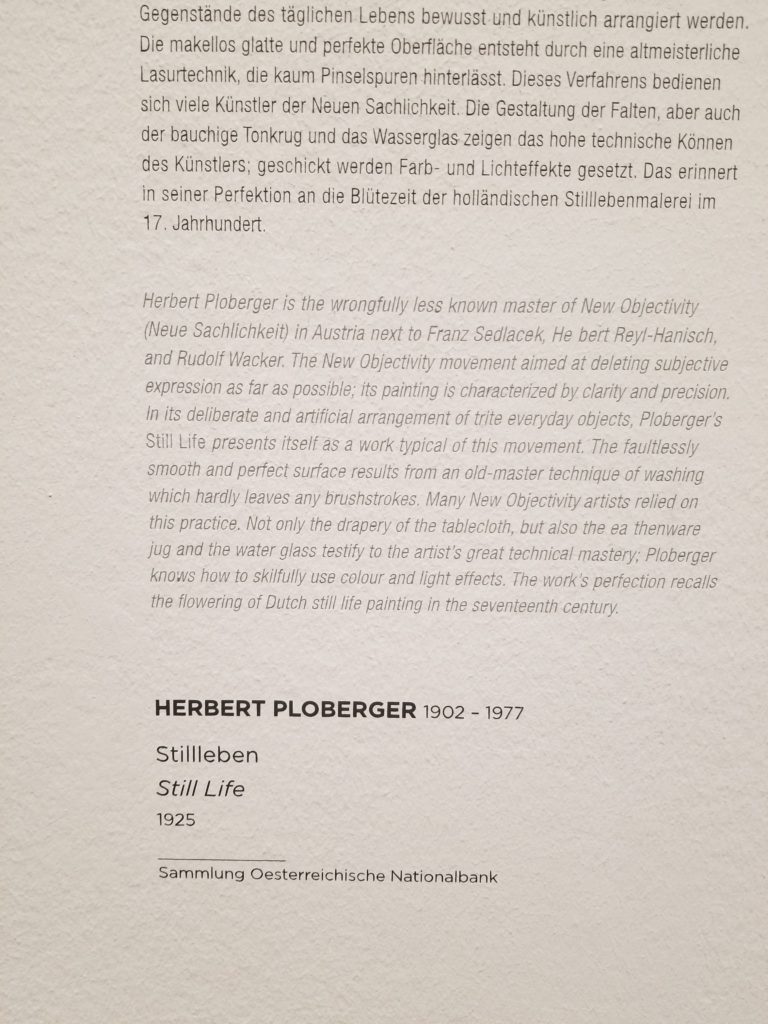 Gegenstände des täglichen Lebens bewusst und künstlich arrangiert werden.
Die makellos glatte und perfekte Oberfläche entsteht durch eine altmeisterliche
Lasurtechnik, die kaum Pinselspuren hinterlässt. Dieses Verfahrens bedienen
sich viele Künstler der Neuen Sachlichkeit. Die Gestaltung der Falten, aber auch
der bauchige Tonkrug und das Wasserglas zeigen das hohe technische Können
des Künstlers; geschickt werden Farb- und Lichteffekte gesetzt. Das erinnert
in seiner Perfektion an die Blütezeit der holländischen Stilllebenmalerei im
17. Jahrhundert.
Herbert Ploberger is the wrongfully less known master of New Objectivity
(Neue Sachlichkeit) in Austria next to Franz Sedlacek, He bert Reyl-Hanisch,
and Rudolf Wacker. The New Objectivity movement aimed at deleting subjective
expression as far as possible; its painting is characterized by clarity and precision.
In its deliberate and artificial arrangement of trite everyday objects, Ploberger's
Still Life presents itself as a work typical of this movement. The faultlessly
smooth and perfect surface results from an old-master technique of washing
which hardly leaves any brushstrokes. Many New Objectivity artists relied on
this practice. Not only the drapery of the tablecloth, but also the ea thenware
jug and the water glass testify to the artist's great technical mastery; Ploberger
knows how to skilfully use colour and light effects. The work's perfection recalls
the flowering of Dutch still life painting in the seventeenth century.
HERBERT PLOBERGER 1902 – 1977
Stillleben
Still Life
1925
Sammlung Oesterreichische Nationalbank